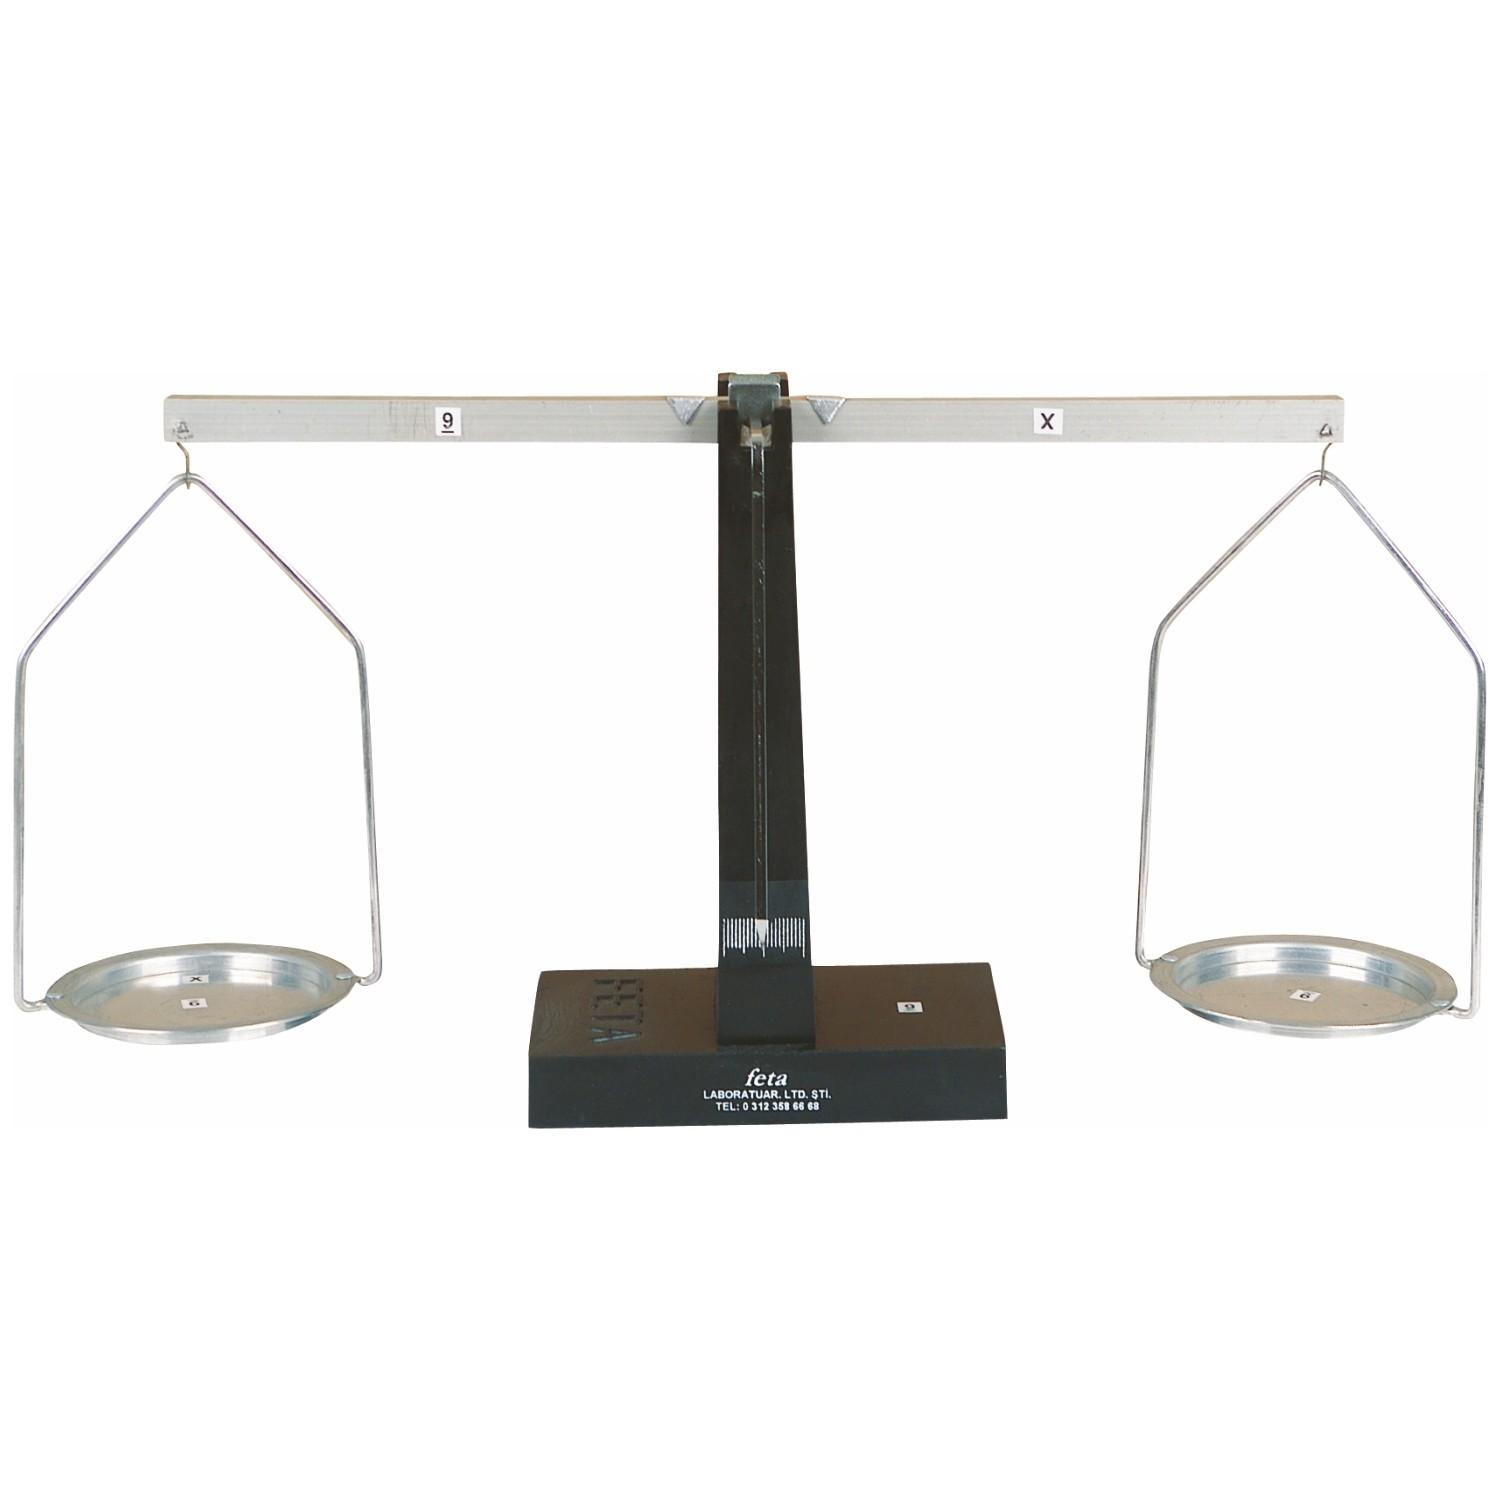 9
X
X
6
6
9
FETA
feta
LABORATUAR. LTD. ŞTİ.
TEL: 0 312 358 66 68